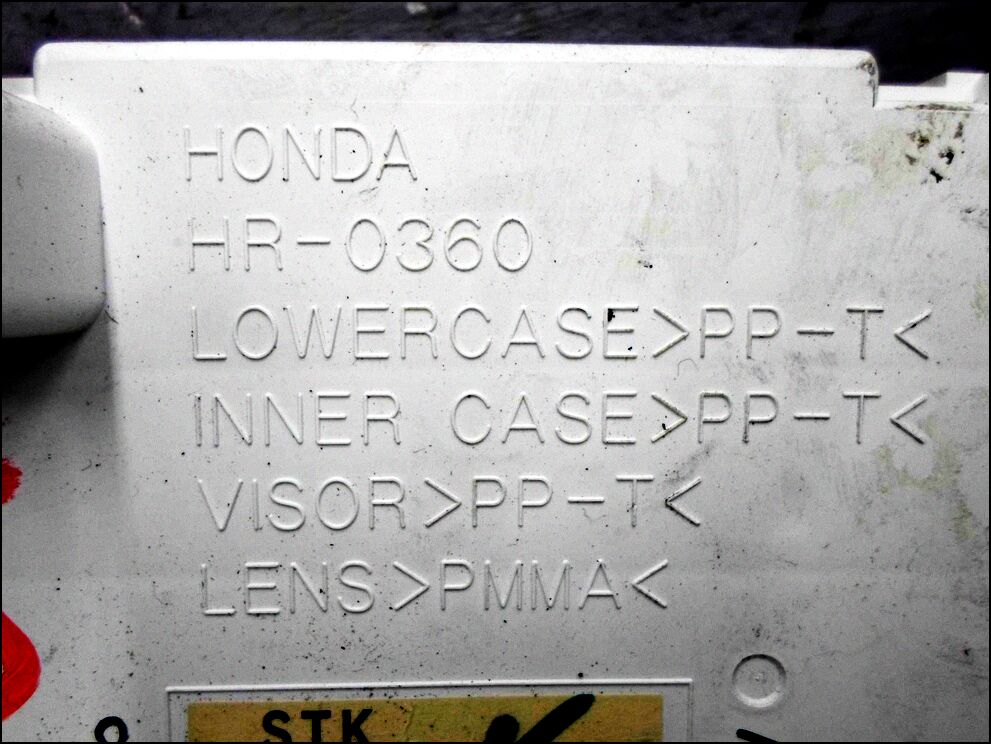 HONDA
HR-0360
LOWERCASE>PP-T<
INNER CASE>PP-T<
VISOR>PP-T<
LENS>PMMA<
STK